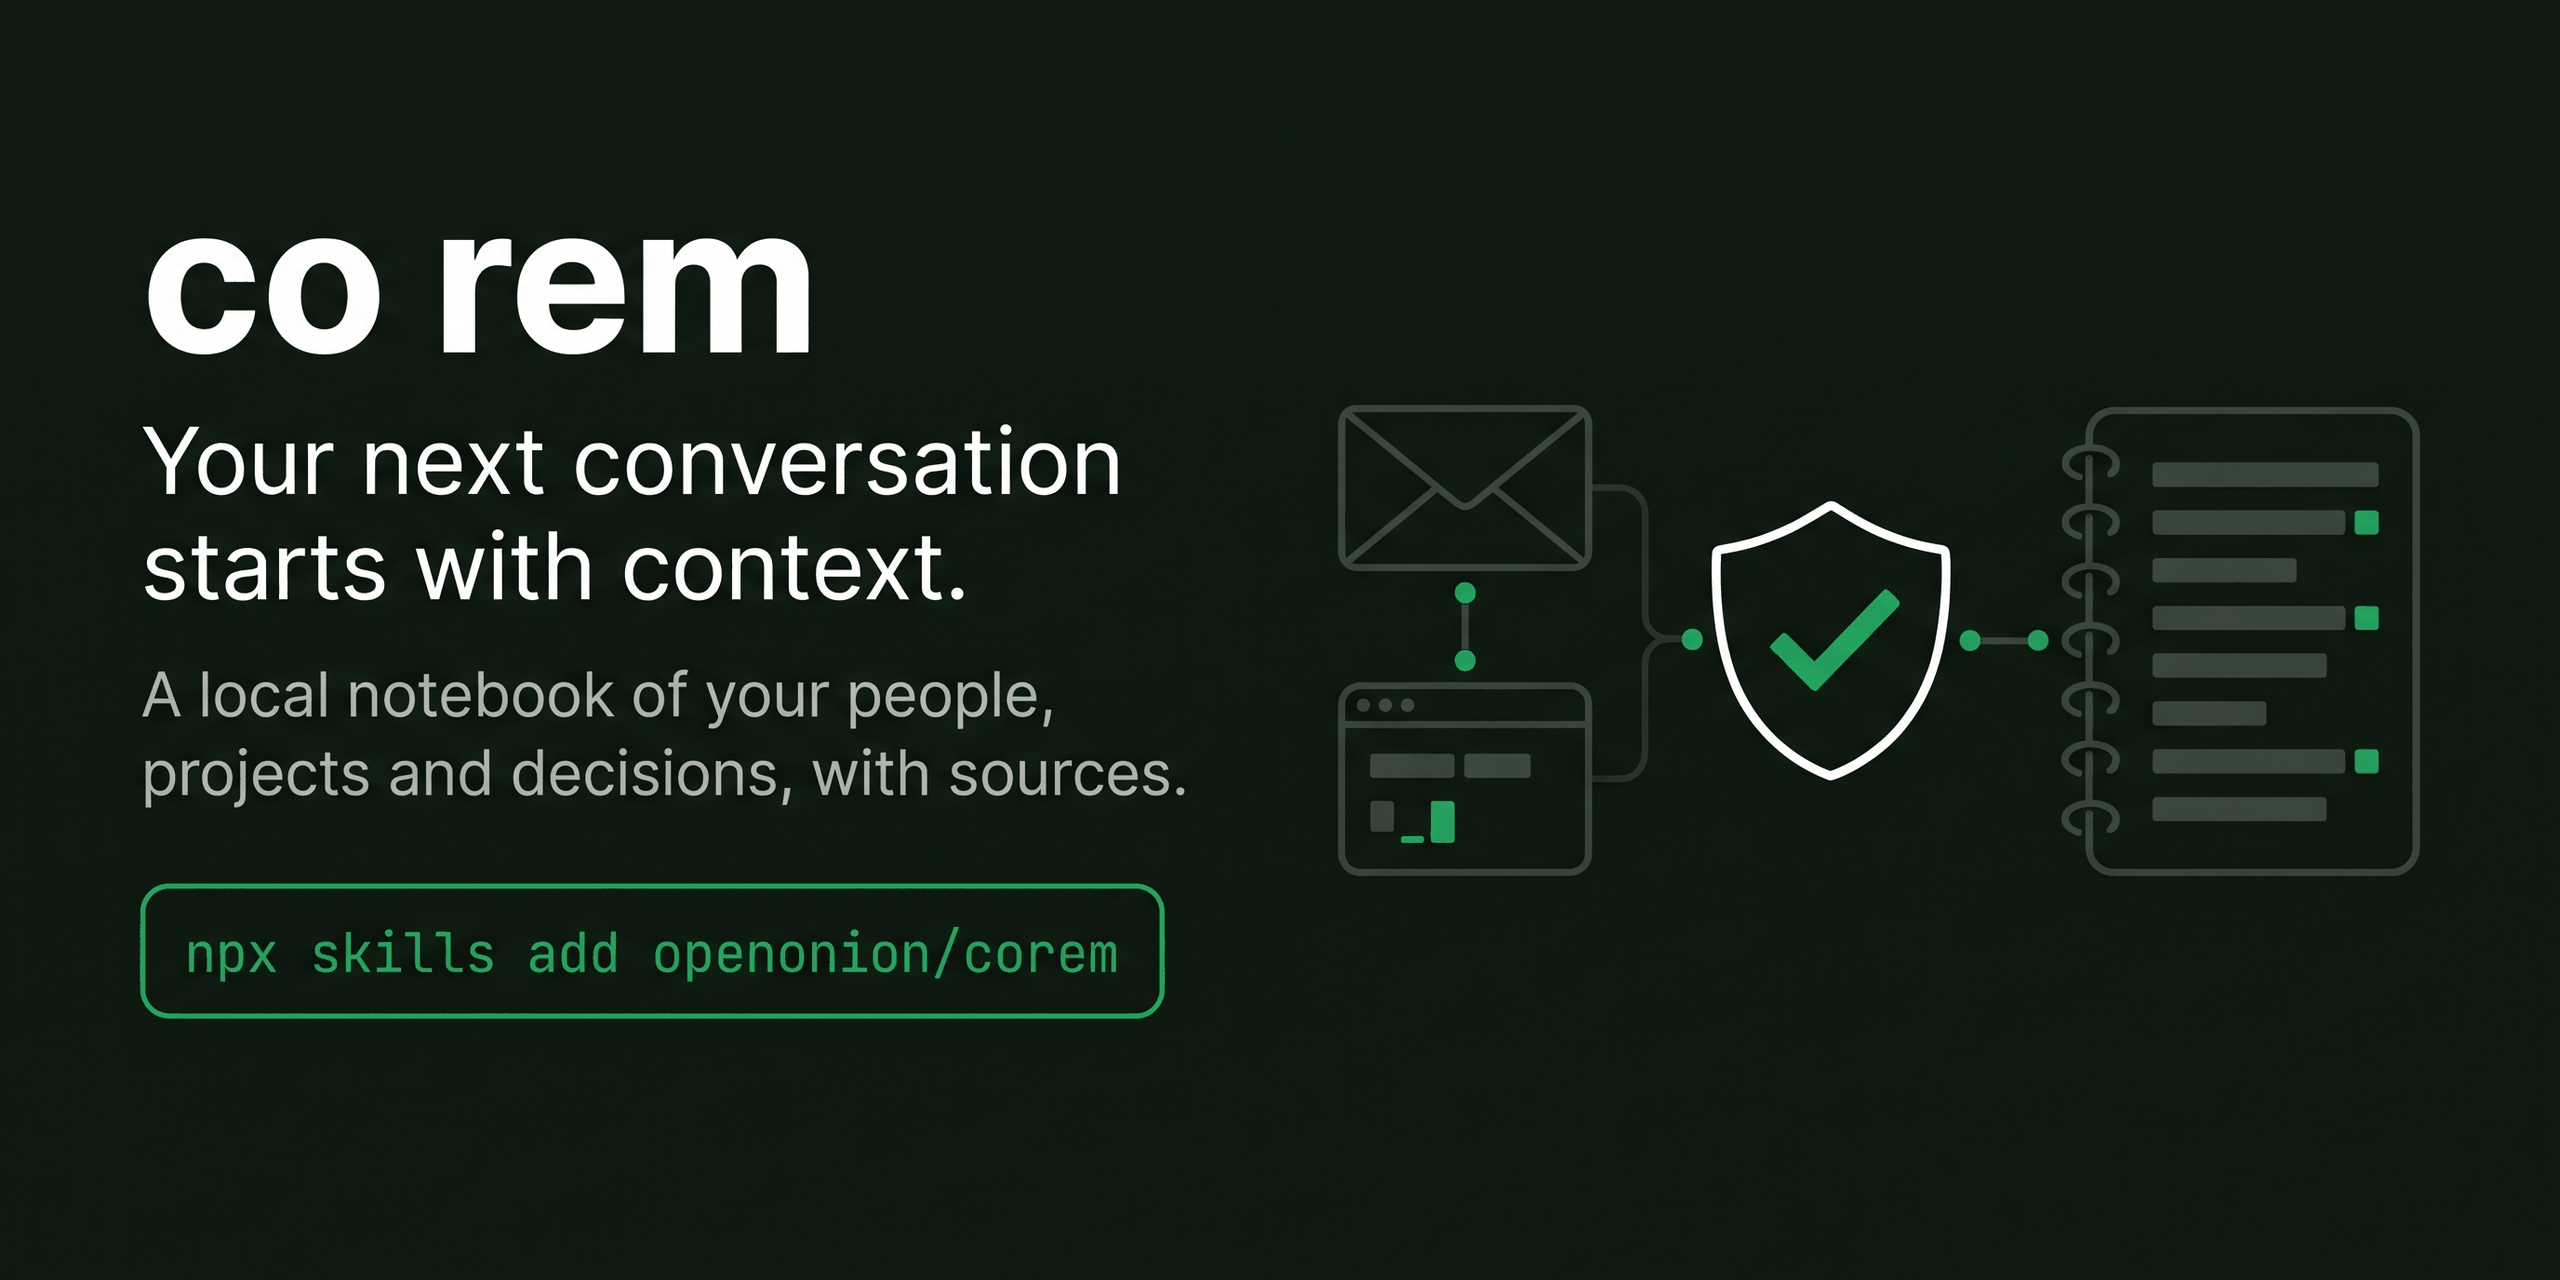 co rem
Your next conversation
starts with context.
A local notebook of your people,
projects and decisions, with sources.
npx skills add openonion/corem